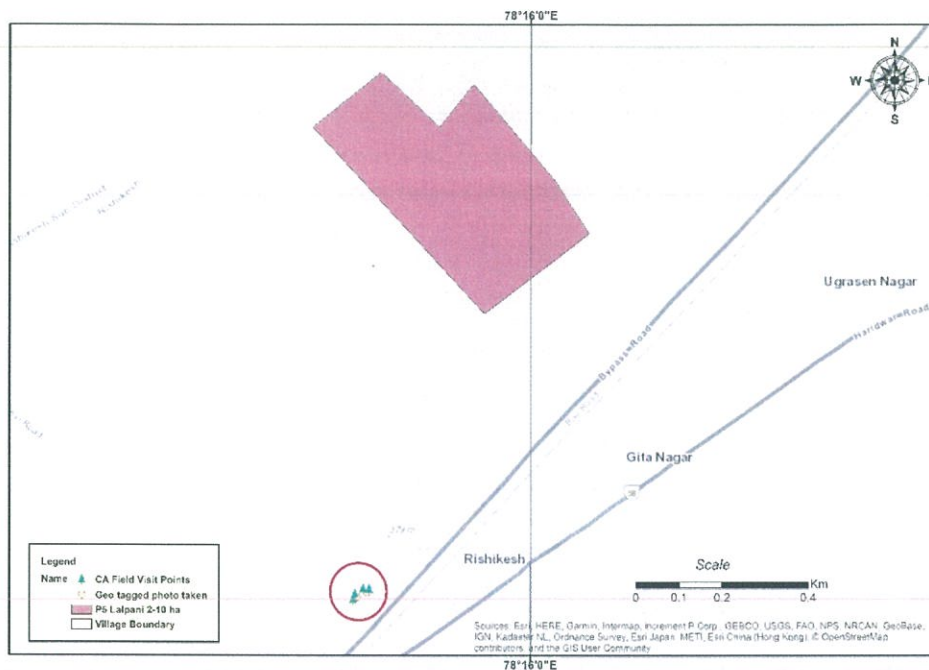 78°16'0"E
N
W
S
Rishikesh
Ugrasen Nagar
Haridwar Road
Bypass Road
Gita Nagar
Rishikesh
Legend
Name CA Field Visit Points
Geo tagged photo taken
P5 Lalpani 2-10 ha
Village Boundary
Scale
Km
0 0.1 0.2 0.4
Sources: Esri, HERE, Garmin, Intermap, increment P Corp., GEBCO, USGS, FAO, NPS, NRCAN, GeoBase,
IGN, Kadaster NL, Ordnance Survey, Esri Japan, METI, Esri China (Hong Kong), © OpenStreetMap
contributors, and the GIS User Community
78°16'0"E